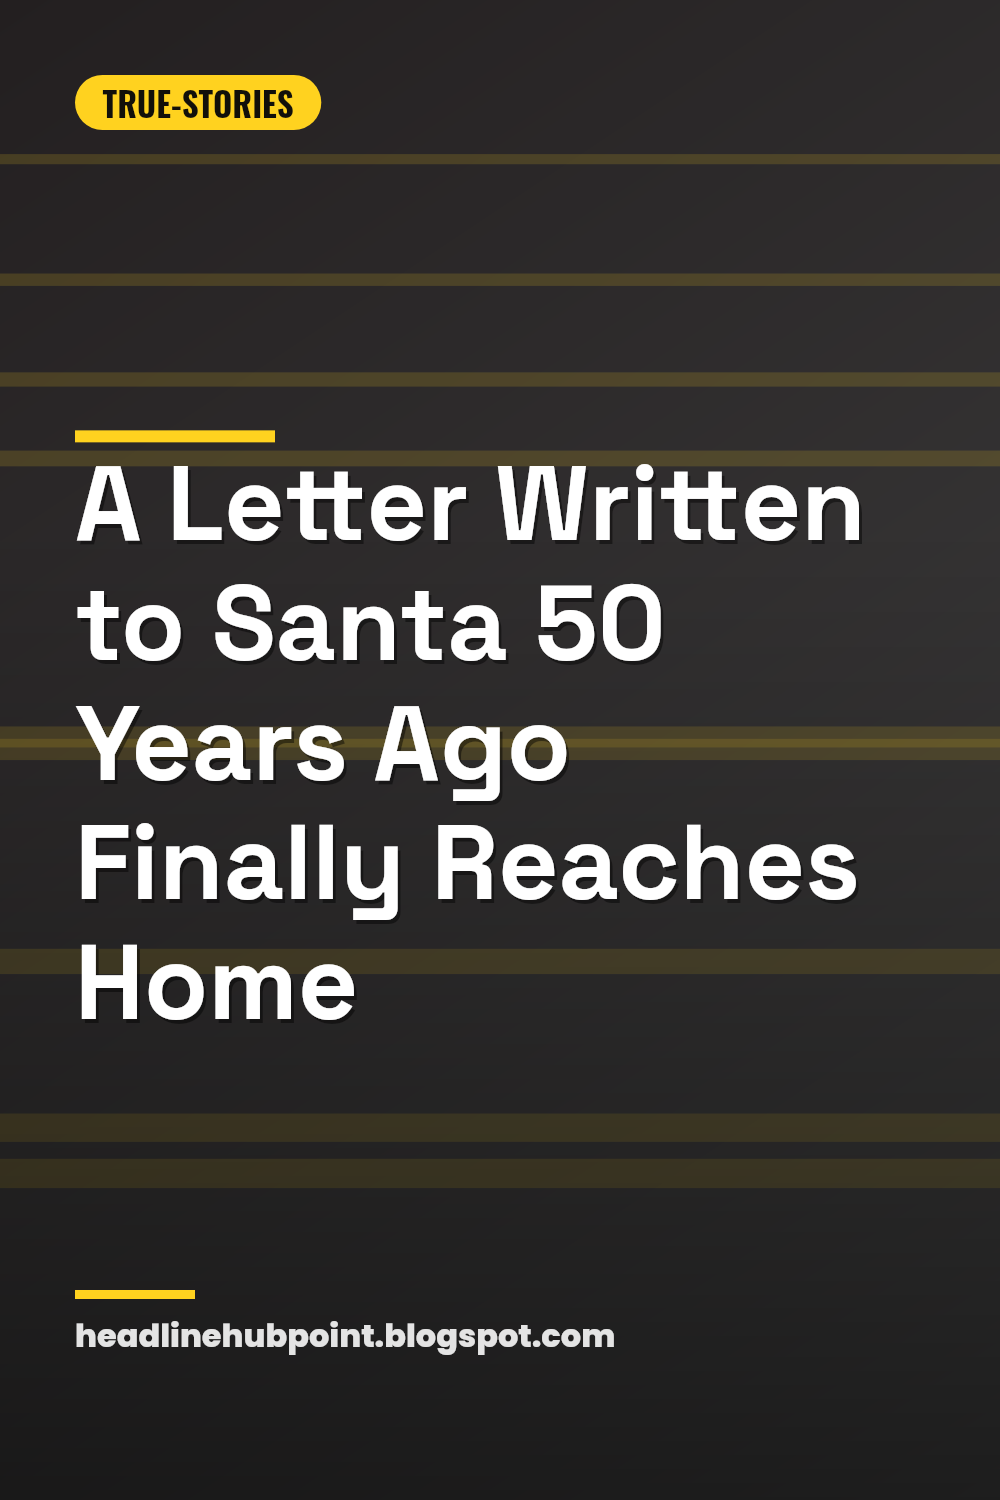 TRUE-STORIES
A Letter Written
to Santa 50
Years Ago
Finally Reaches
Home
headlinehubpoint.blogspot.com